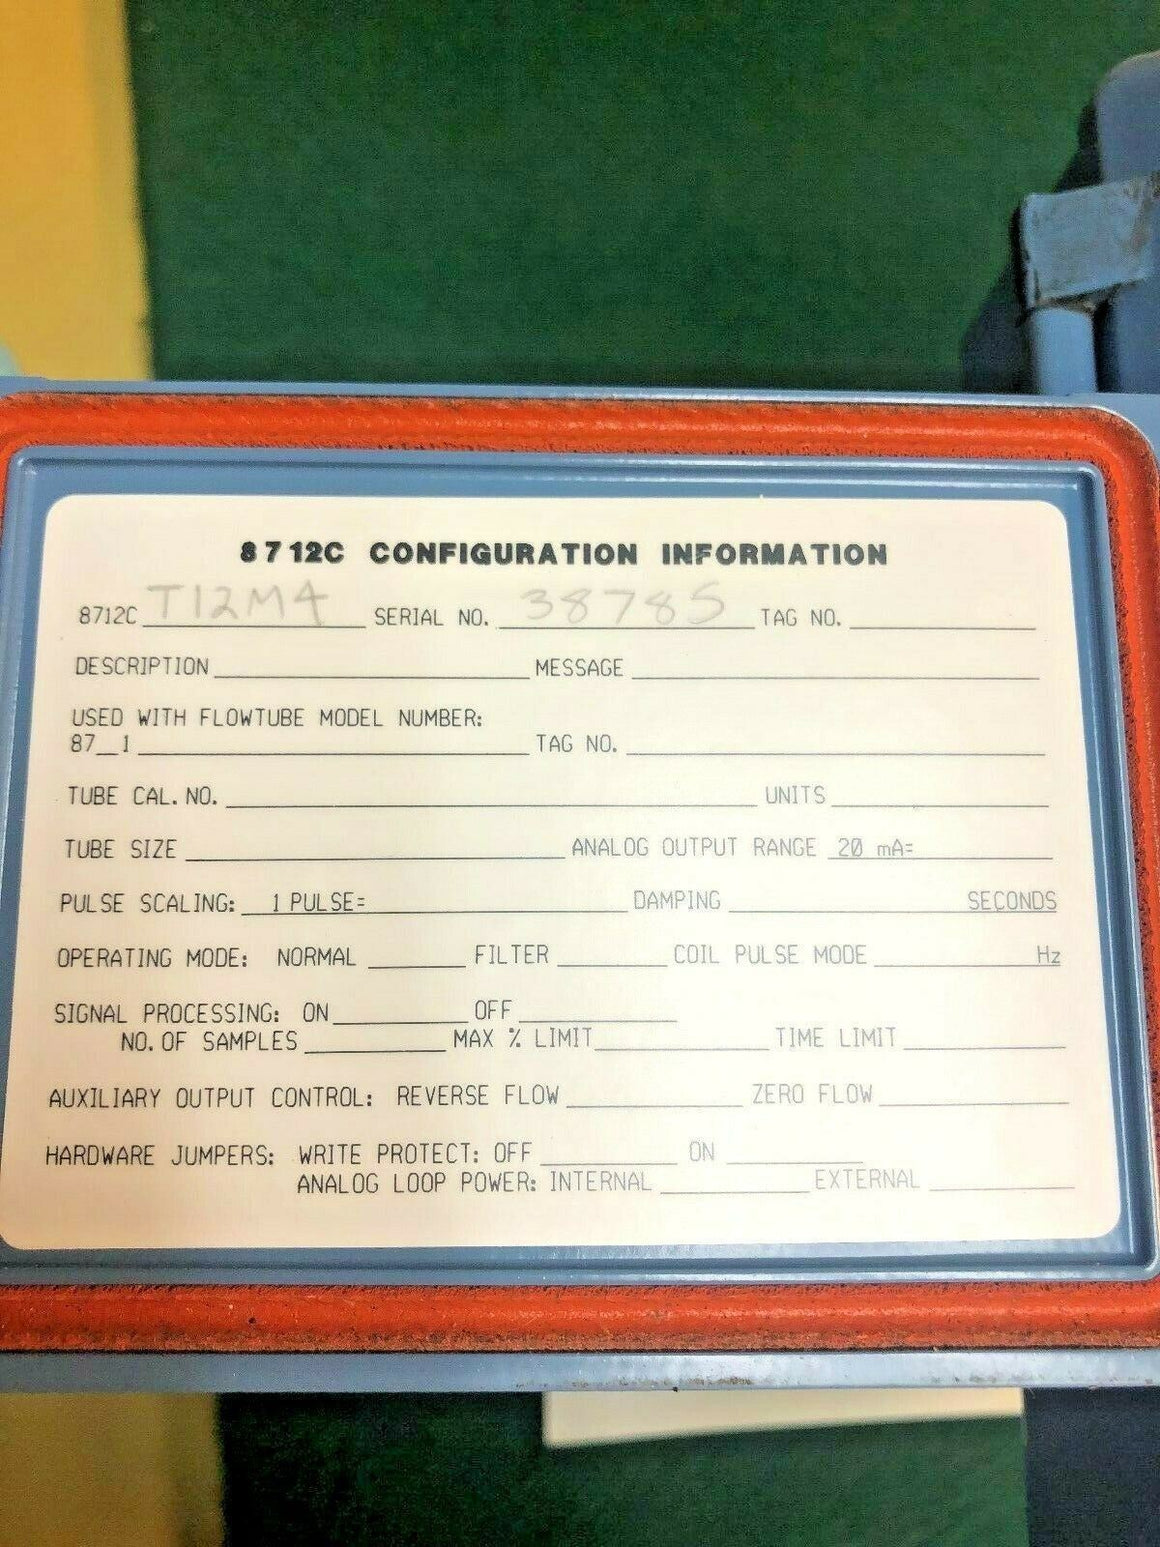 8712C CONFIGURATION INFORMATION
8712C T12M4 SERIAL NO. 38785 TAG NO.
DESCRIPTION MESSAGE
USED WITH FLOWTUBE MODEL NUMBER:
87__1 TAG NO.
TUBE CAL. NO. UNITS
TUBE SIZE ANALOG OUTPUT RANGE 20 mA=
PULSE SCALING: 1 PULSE= DAMPING SECONDS
OPERATING MODE: NORMAL FILTER COIL PULSE MODE Hz
SIGNAL PROCESSING: ON OFF
NO. OF SAMPLES MAX % LIMIT TIME LIMIT
AUXILIARY OUTPUT CONTROL: REVERSE FLOW ZERO FLOW
HARDWARE JUMPERS: WRITE PROTECT: OFF ON
ANALOG LOOP POWER: INTERNAL EXTERNAL